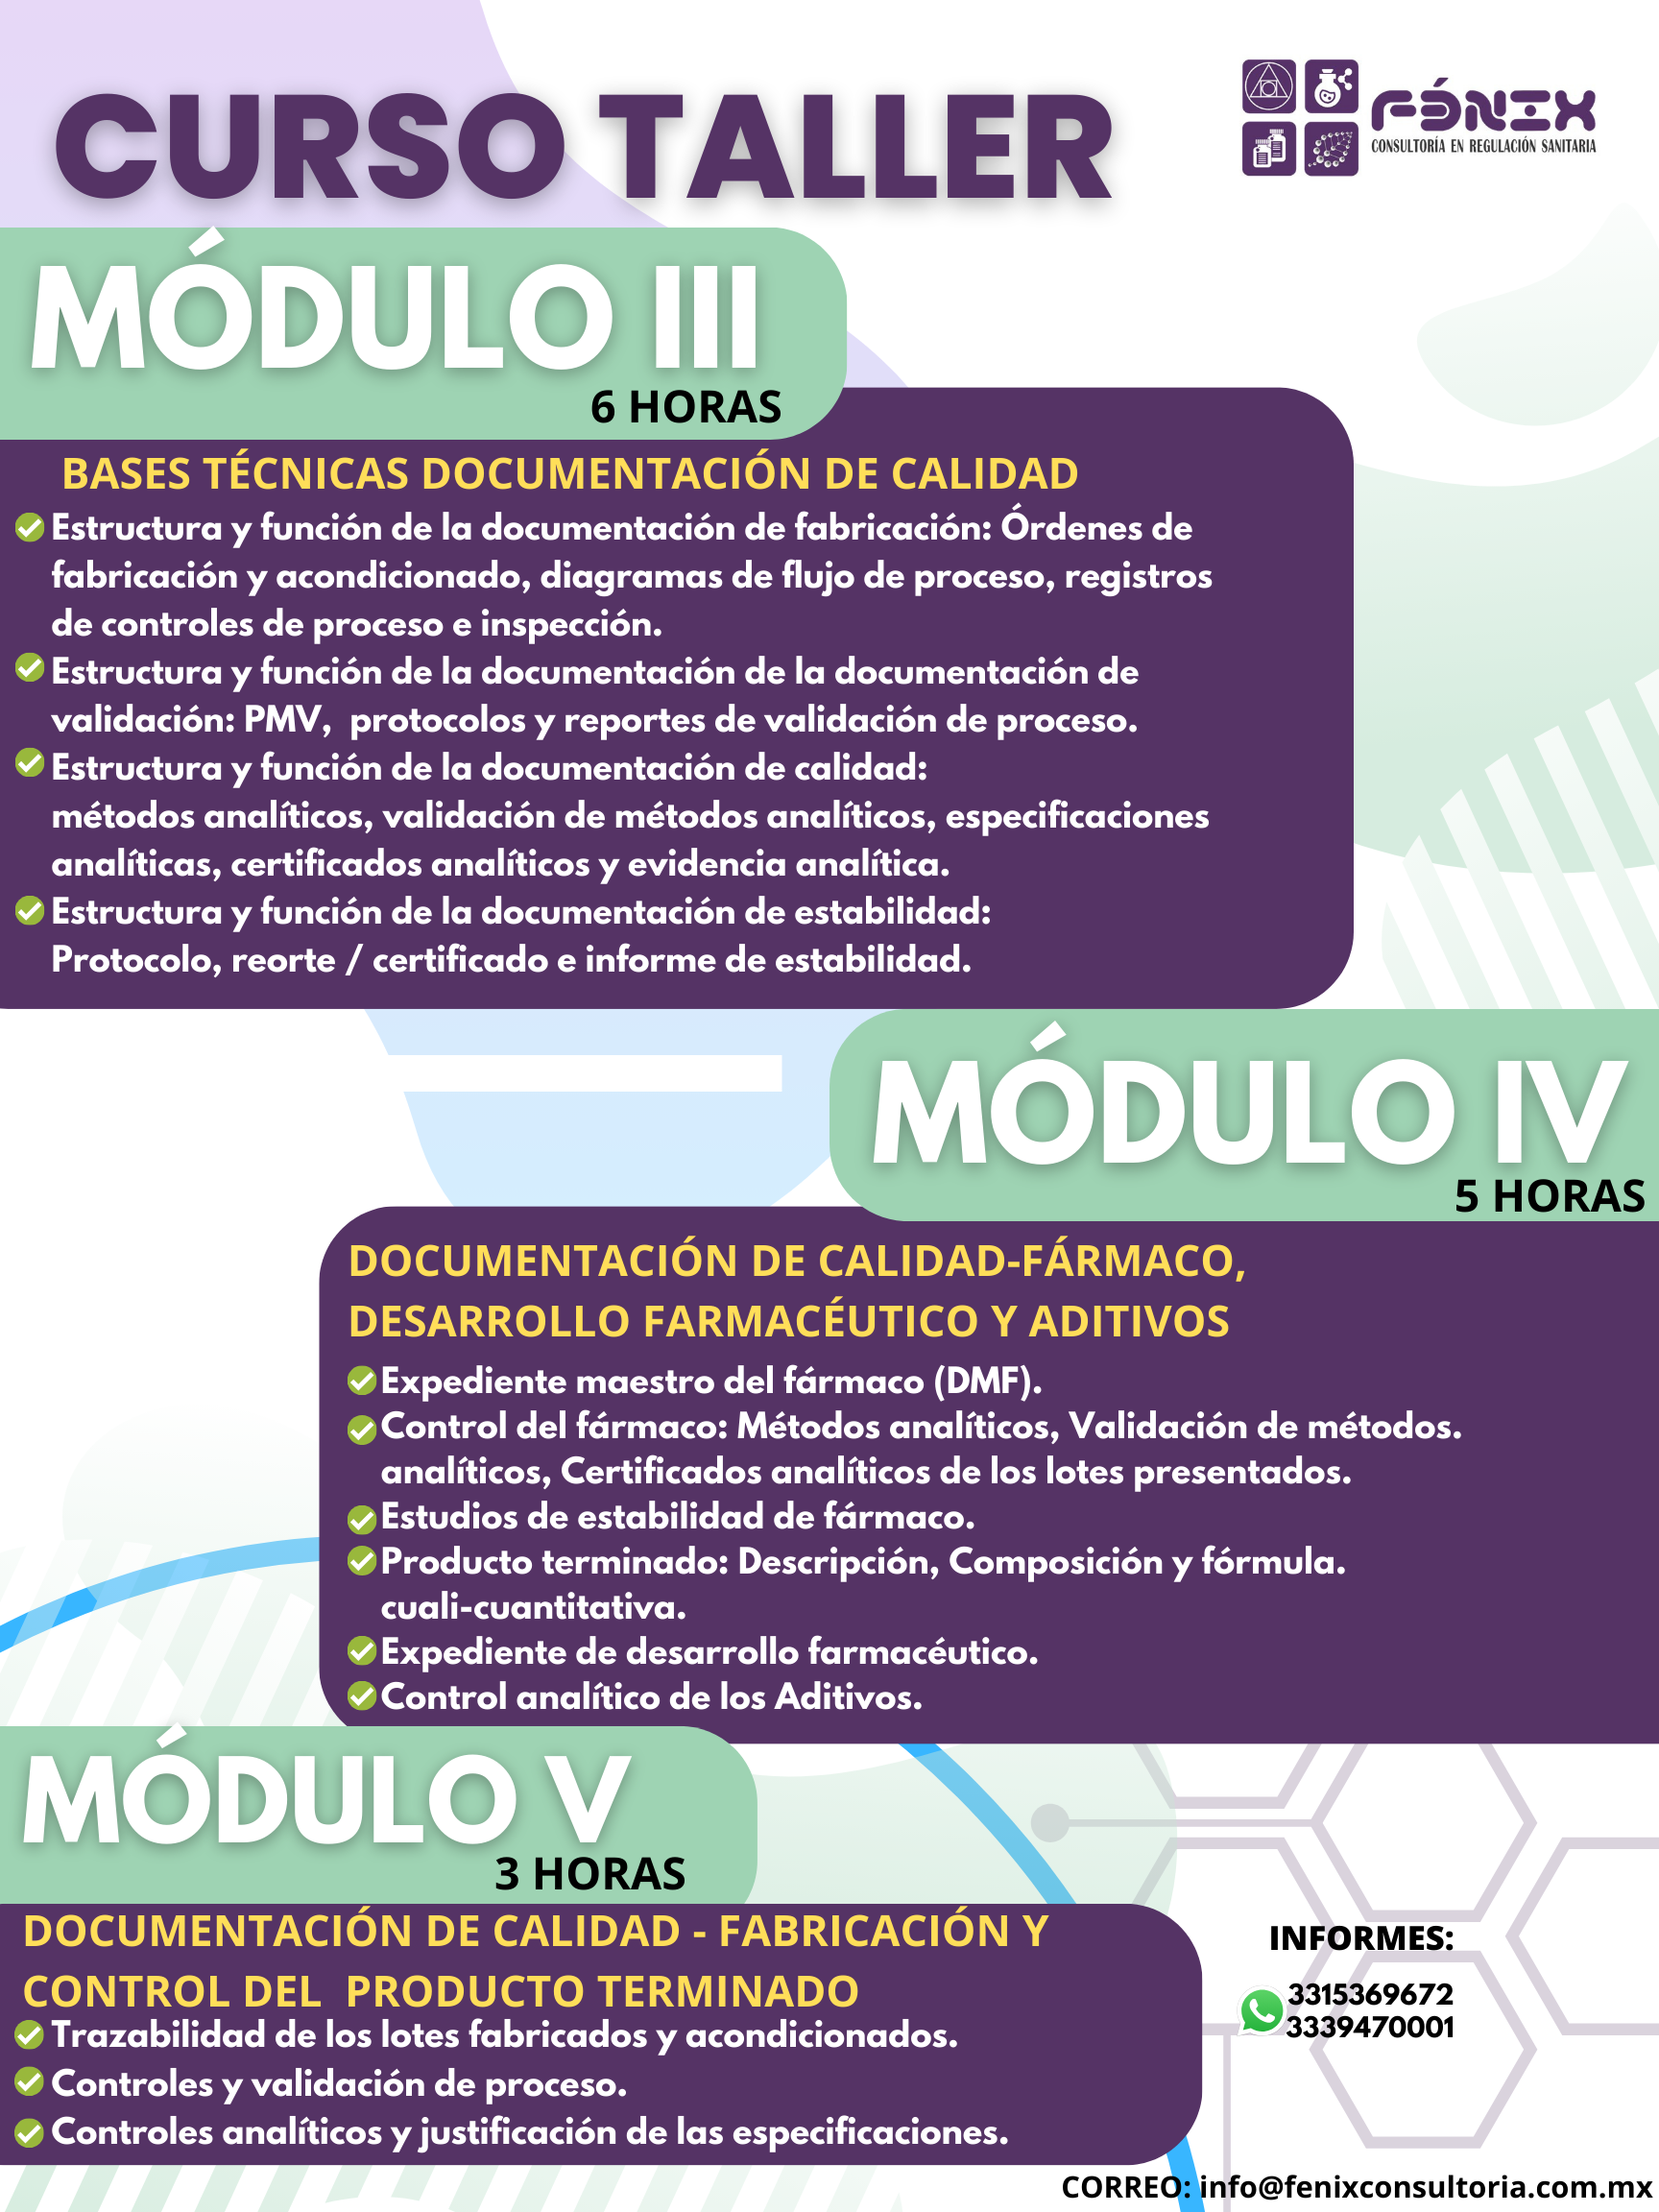 CURSO TALLER
FÉNIX
CONSULTORÍA EN REGULACIÓN SANITARIA
MÓDULO III
6 HORAS
BASES TÉCNICAS DOCUMENTACIÓN DE CALIDAD
Estructura y función de la documentación de fabricación: Órdenes de
fabricación y acondicionado, diagramas de flujo de proceso, registros
de controles de proceso e inspección.
Estructura y función de la documentación de la documentación de
validación: PMV,  protocolos y reportes de validación de proceso.
Estructura y función de la documentación de calidad:
métodos analíticos, validación de métodos analíticos, especificaciones
analíticas, certificados analíticos y evidencia analítica.
Estructura y función de la documentación de estabilidad:
Protocolo, reorte / certificado e informe de estabilidad.
MÓDULO IV
5 HORAS
DOCUMENTACIÓN DE CALIDAD-FÁRMACO,
DESARROLLO FARMACÉUTICO Y ADITIVOS
Expediente maestro del fármaco (DMF).
Control del fármaco: Métodos analíticos, Validación de métodos.
analíticos, Certificados analíticos de los lotes presentados.
Estudios de estabilidad de fármaco.
Producto terminado: Descripción, Composición y fórmula.
cuali-cuantitativa.
Expediente de desarrollo farmacéutico.
Control analítico de los Aditivos.
MÓDULO V
3 HORAS
DOCUMENTACIÓN DE CALIDAD - FABRICACIÓN Y
CONTROL DEL  PRODUCTO TERMINADO
Trazabilidad de los lotes fabricados y acondicionados.
Controles y validación de proceso.
Controles analíticos y justificación de las especificaciones.
INFORMES:
3315369672
3339470001
CORREO: info@fenixconsultoria.com.mx